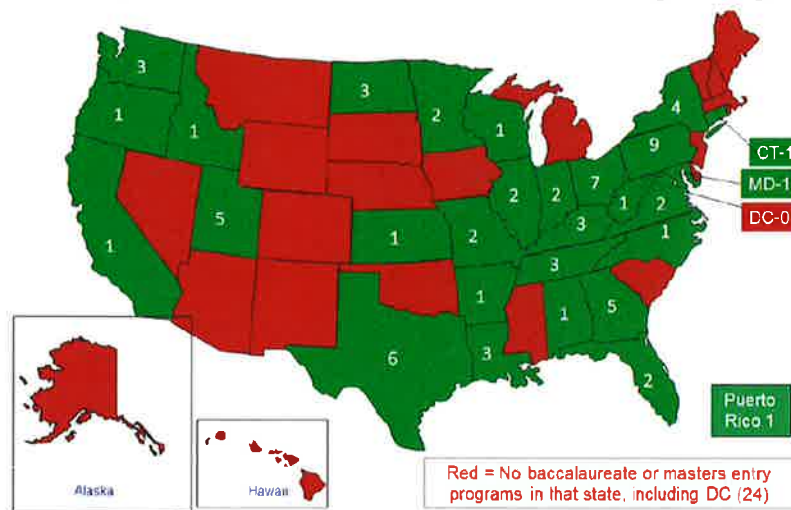 3
3
2
1
4
1
1
9
CT-1
MD-1
DC-0
7
2
2
1
2
5
1
1
2
3
1
3
1
1
5
6
3
2
Puerto
Rico 1
Alaska
Hawaii
Red = No baccalaureate or masters entry
programs in that state, including DC (24)